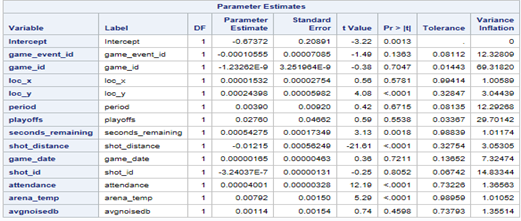 Parameter Estimates
Variable Label DF Parameter Estimate Standard Error t Value Pr > |t| Tolerance Variance Inflation
Intercept Intercept 1 -0.67372 0.20891 -3.22 0.0013 . 0
game_event_id game_event_id 1 -0.00010555 0.00007085 -1.49 0.1363 0.08112 12.32809
game_id game_id 1 -1.23262E-9 3.251964E-9 -0.38 0.7047 0.01443 69.31820
loc_x loc_x 1 0.00001532 0.00002754 0.56 0.5781 0.99414 1.00589
loc_y loc_y 1 0.00024398 0.00005982 4.08 <.0001 0.32847 3.04439
period period 1 0.00390 0.00920 0.42 0.6715 0.08135 12.29268
playoffs playoffs 1 0.02760 0.04662 0.59 0.5538 0.03367 29.70142
seconds_remaining seconds_remaining 1 0.00054275 0.00017349 3.13 0.0018 0.98839 1.01174
shot_distance shot_distance 1 -0.01215 0.00056249 -21.61 <.0001 0.32754 3.05305
game_date game_date 1 0.00000165 0.00000463 0.36 0.7211 0.13652 7.32474
shot_id shot_id 1 -3.24037E-7 0.00000131 -0.25 0.8052 0.06742 14.83344
attendance attendance 1 0.00004001 0.00000328 12.19 <.0001 0.73226 1.36563
arena_temp arena_temp 1 0.00792 0.00150 5.29 <.0001 0.98959 1.01052
avgnoisedb avgnoisedb 1 0.00114 0.00154 0.74 0.4598 0.73793 1.35514